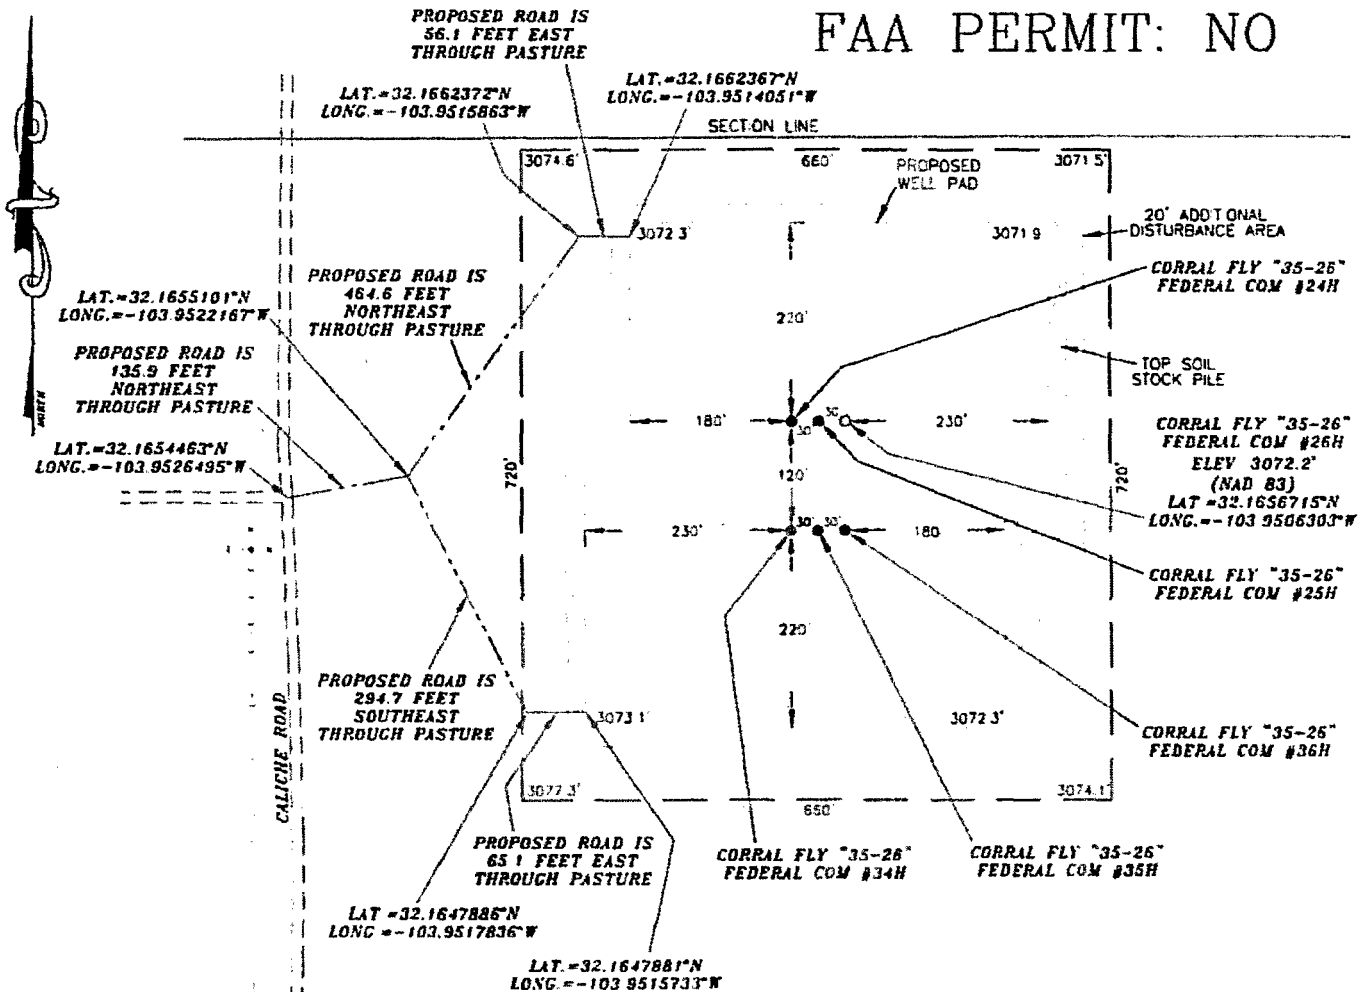 FAA PERMIT: NO
PROPOSED ROAD IS
56.1 FEET EAST
THROUGH PASTURE
LAT.=32.1662372°N
LONG.=-103.9515863°W
LAT.=32.1662367°N
LONG.=-103.9514051°W
SECTION LINE
3074.6'
660'
3071.5'
PROPOSED
WELL PAD
20' ADDITIONAL
DISTURBANCE AREA
3072.3'
3071.9
CORRAL FLY "35-26"
FEDERAL COM #24H
PROPOSED ROAD IS
464.6 FEET
NORTHEAST
THROUGH PASTURE
LAT.=32.1655101°N
LONG.=-103.9522167°W
220'
PROPOSED ROAD IS
135.9 FEET
NORTHEAST
THROUGH PASTURE
NORTH
TOP SOIL
STOCK PILE
180'
30'
30'
230'
CORRAL FLY "35-26"
FEDERAL COM #26H
ELEV 3072.2'
(NAD 83)
LAT =32.1656715°N
LONG.=-103.9506303°W
LAT.=32.1654463°N
LONG.=-103.9526495°W
720'
120'
720'
230'
30'
30'
180
CORRAL FLY "35-26"
FEDERAL COM #25H
220'
PROPOSED ROAD IS
294.7 FEET
SOUTHEAST
THROUGH PASTURE
CALICHE ROAD
3073.1'
3072.3'
CORRAL FLY "35-26"
FEDERAL COM #36H
3077.3'
650'
3074.1'
PROPOSED ROAD IS
65.1 FEET EAST
THROUGH PASTURE
CORRAL FLY "35-26"
FEDERAL COM #34H
CORRAL FLY "35-26"
FEDERAL COM #35H
LAT =32.1647886°N
LONG =-103.9517836°W
LAT.=32.1647881°N
LONG.=-103.9515733°W